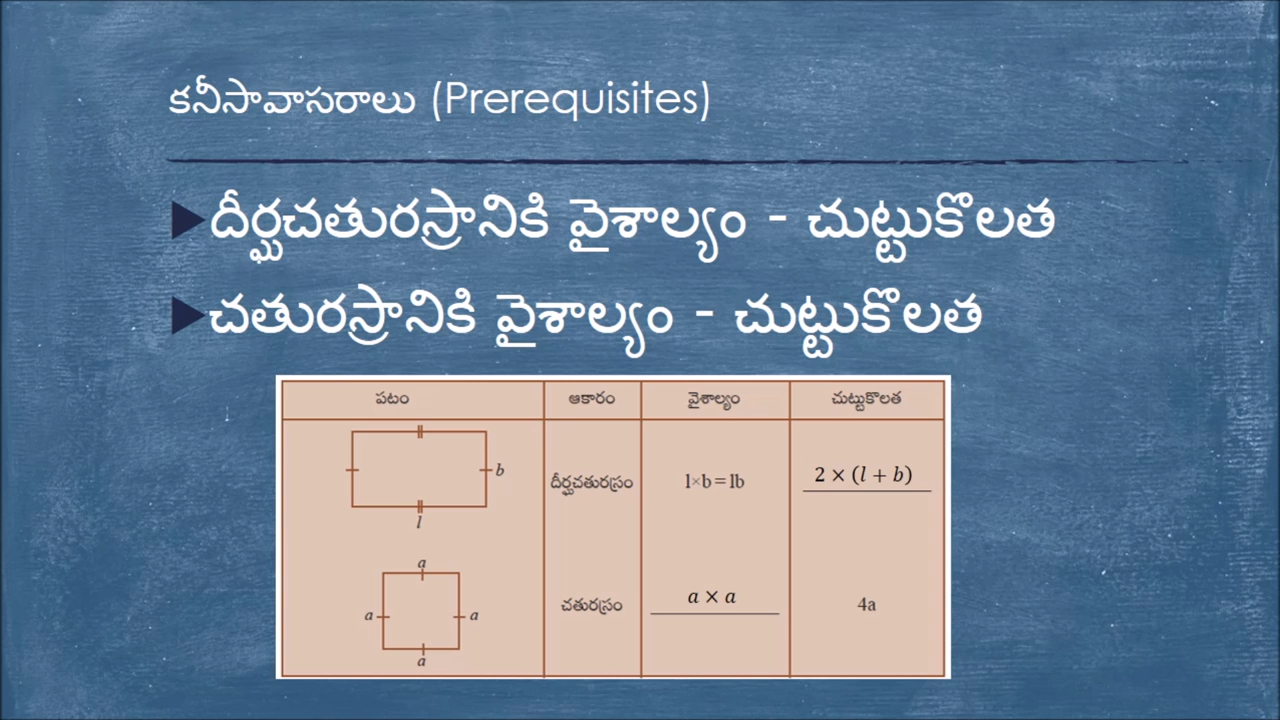 కనీసావాసరాలు (Prerequisites)
దీర్ఘచతురస్రానికి వైశాల్యం - చుట్టుకొలత
చతురస్రానికి వైశాల్యం - చుట్టుకొలత
పటం ఆకారం వైశాల్యం చుట్టుకొలత
b
l
దీర్ఘచతురస్రం l×b = lb 2 × (l + b)
a
a a
a
చతురస్రం a × a 4a